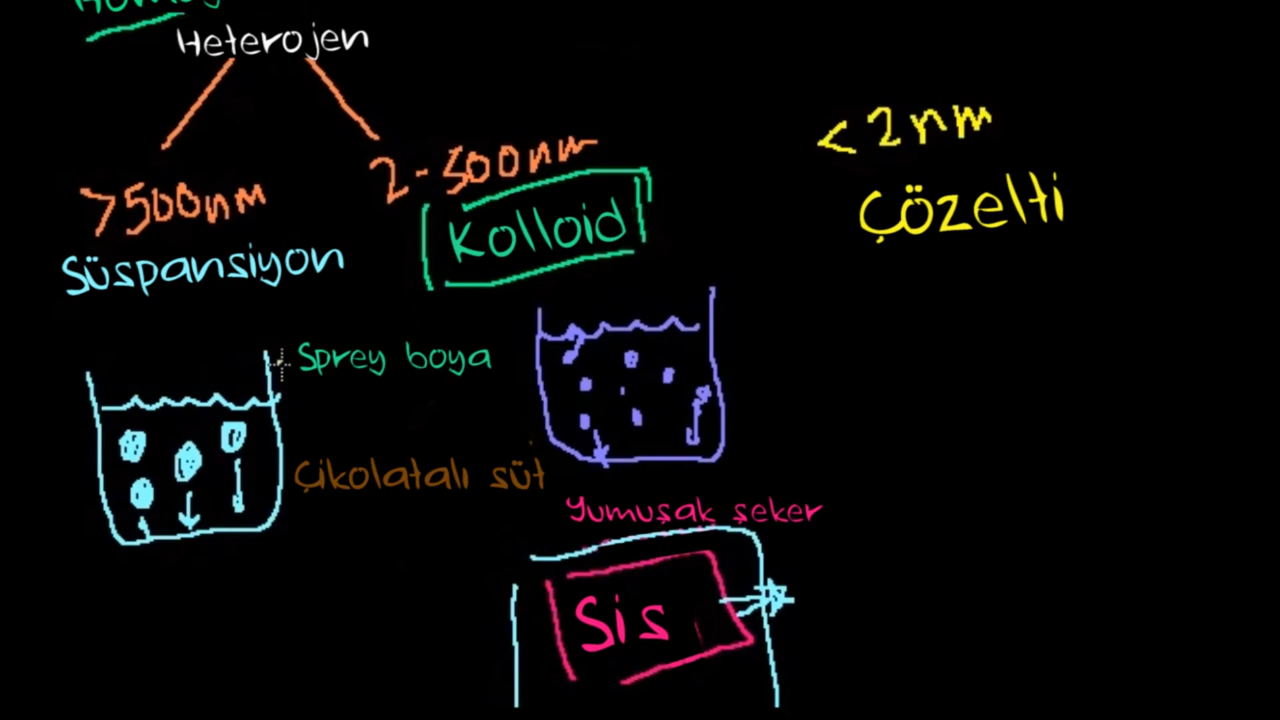 Heterojen
>500nm
2-500nm
<2nm
Süspansiyon
Kolloid
Çözelti
Sprey boya
Çikolatalı süt
Yumuşak şeker
Sis